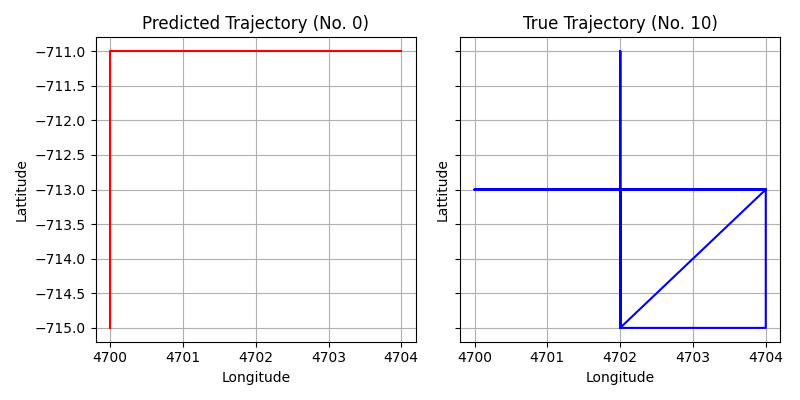 Predicted Trajectory (No. 0)
True Trajectory (No. 10)
−711.0
−711.5
−712.0
−712.5
−713.0
−713.5
−714.0
−714.5
−715.0
Lattitude
Lattitude
4700 4701 4702 4703 4704
4700 4701 4702 4703 4704
Longitude
Longitude